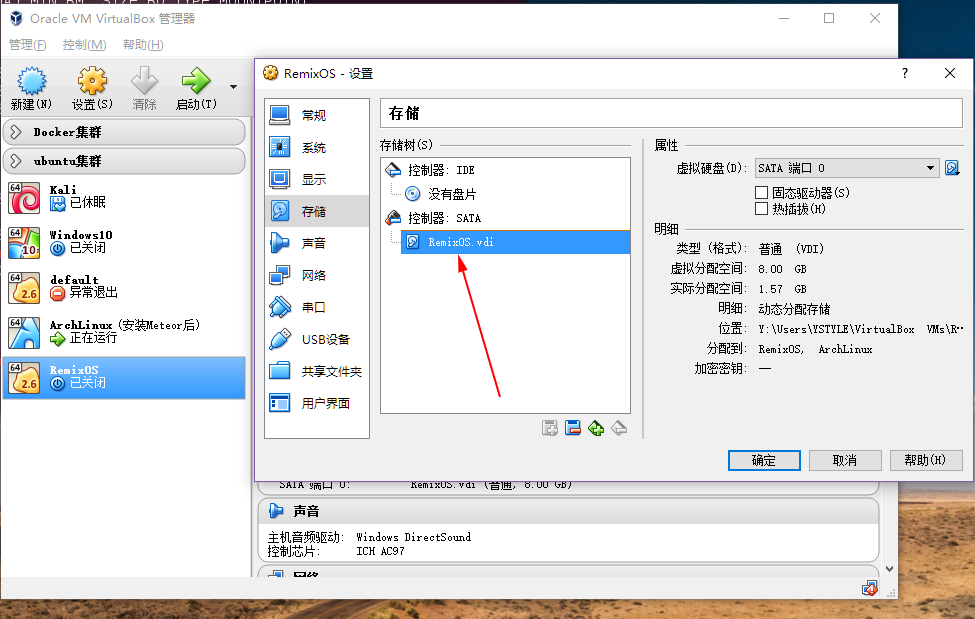 Oracle VM VirtualBox 管理器
管理(F) 控制(M) 帮助(H)
新建(N) 设置(S) 清除 启动(T)
Docker集群
ubuntu集群
64 Kali
已休眠
64 10 Windows10
已关闭
64 2.6 default
异常退出
64 ArchLinux (安装Meteor后)
正在运行
64 2.6 RemixOS
已关闭
RemixOS - 设置 ?
常规
系统
显示
存储
声音
网络
串口
USB设备
共享文件夹
用户界面
存储
存储树(S)
控制器: IDE
没有盘片
控制器: SATA
RemixOS.vdi
属性
虚拟硬盘(D): SATA 端口 0
固态驱动器(S)
热插拔(H)
明细
类型 (格式): 普通 (VDI)
虚拟分配空间: 8.00 GB
实际分配空间: 1.57 GB
明细: 动态分配存储
位置: Y:\Users\YSTYLE\VirtualBox VMs\R…
分配到: RemixOS, ArchLinux
加密密钥: —
确定 取消 帮助(H)
SATA 端口 0: RemixOS.vdi (普通, 8.00 GB)
声音
主机音频驱动: Windows DirectSound
控制芯片: ICH AC97
网络